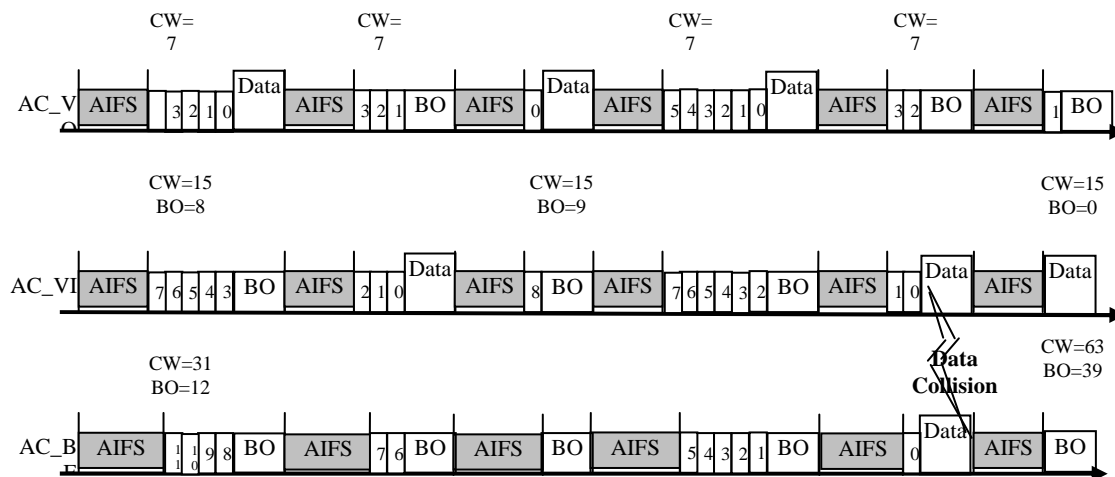 CW= CW= CW= CW=
7 7 7 7
AC_V AIFS 3 2 1 0 Data AIFS 3 2 1 BO AIFS 0 Data AIFS 5 4 3 2 1 0 Data AIFS 3 2 BO AIFS 1 BO
CW=15 CW=15 CW=15
BO=8 BO=9 BO=0
AC_VI AIFS 7 6 5 4 3 BO AIFS 2 1 0 Data AIFS 8 BO AIFS 7 6 5 4 3 2 BO AIFS 1 0 Data AIFS Data
CW=31 CW=63
BO=12 BO=39
Data
Collision
AC_B AIFS 11 10 9 8 BO AIFS 7 6 BO AIFS BO AIFS 5 4 3 2 1 BO AIFS 0 Data AIFS BO